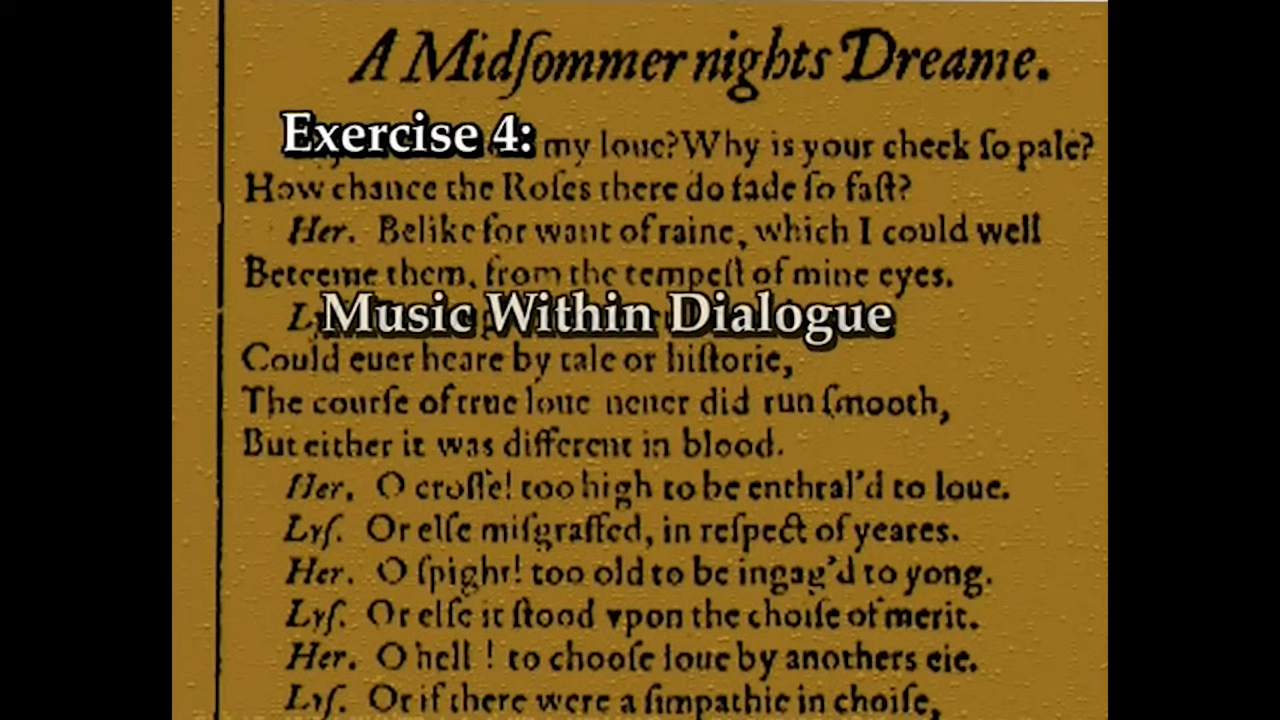 A Midſommer nights Dreame.
Exercise 4:
my loue? Why is your cheek ſo pale?
How chance the Roſes there do fade ſo faſt?
Her. Belike for want of raine, which I could well
Beteeme them, from the tempeſt of mine eyes.
Music Within Dialogue
Could euer heare by tale or hiſtorie,
The courſe of true loue neuer did run ſmooth,
But either it was different in blood.
Her. O croſſe! too high to be enthral'd to loue.
Lyſ. Or elſe miſgraffed, in reſpect of yeares.
Her. O ſpight! too old to be ingag'd to yong.
Lyſ. Or elſe it ſtood vpon the choiſe of merit.
Her. O hell! to chooſe loue by anothers eie.
Lyſ. Or if there were a ſimpathie in choiſe,